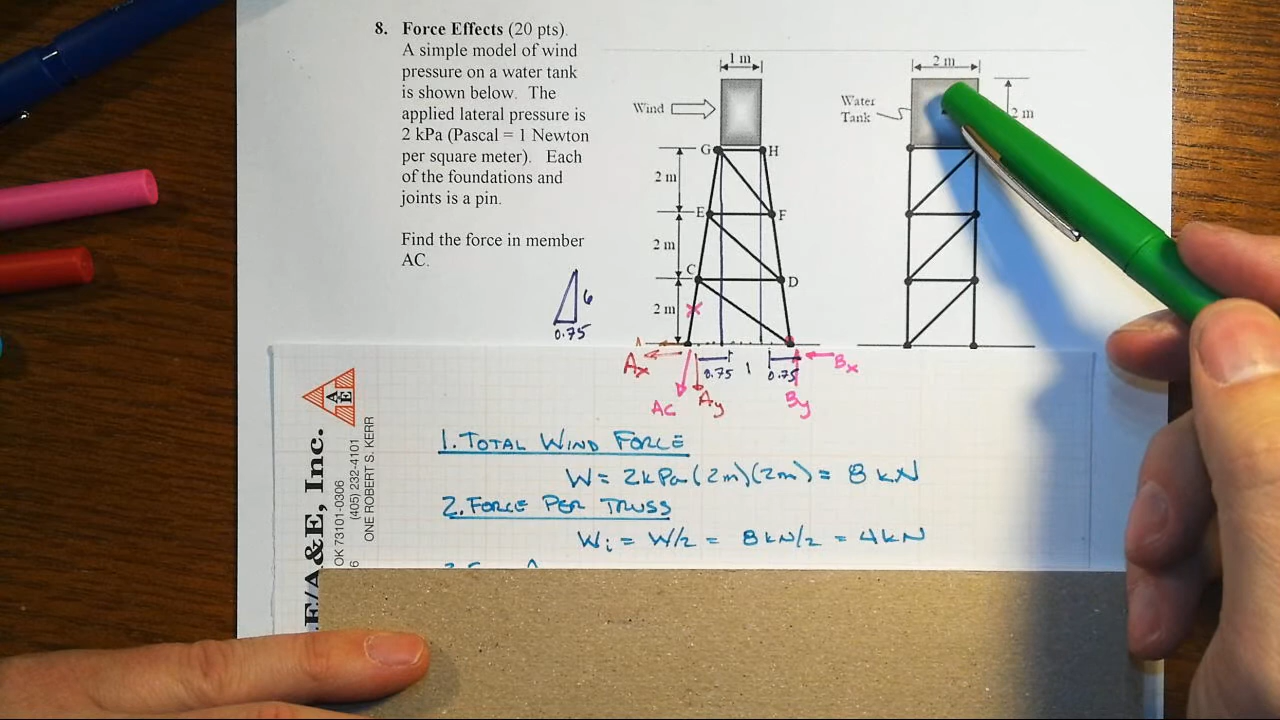 8. Force Effects (20 pts).
A simple model of wind
pressure on a water tank
is shown below. The
applied lateral pressure is
2 kPa (Pascal = 1 Newton
per square meter). Each
of the foundations and
joints is a pin.
Find the force in member
AC.
6
0.75
1 m
Wind
G
H
2 m
E
F
2 m
C
D
2 m
A
Ax
AC
Ay
0.75
1
0.75
Bx
By
2 m
Water
Tank
2 m
1. TOTAL WIND FORCE
W = 2kPa(2m)(2m) = 8 kN
2. FORCE PER TRUSS
Wi = W/2 = 8 kN/2 = 4kN
A
&E
E/A&E, Inc.
OK 73101-0306
(405) 232-4101
ONE ROBERT S. KERR
6